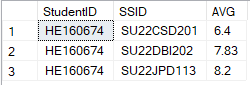 StudentID SSID AVG
1 HE160674 SU22CSD201 6.4
2 HE160674 SU22DBI202 7.83
3 HE160674 SU22JPD113 8.2